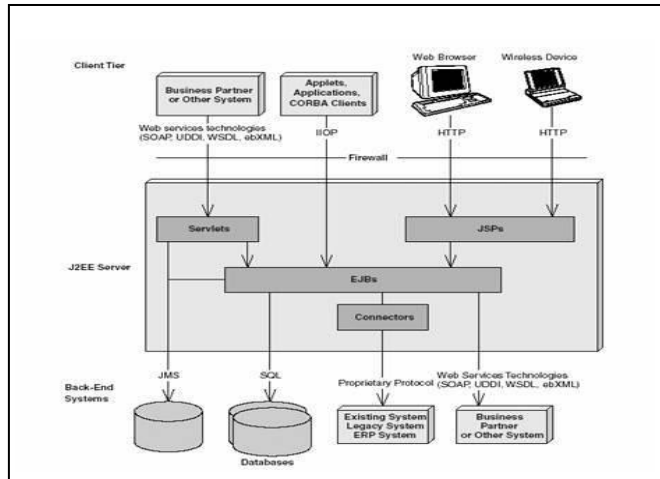 Client Tier
Web Browser
Wireless Device
Business Partner
or Other System
Applets,
Applications,
CORBA Clients
Web services technologies
(SOAP, UDDI, WSDL, ebXML)
IIOP
HTTP
HTTP
Firewall
Servlets
JSPs
J2EE Server
EJBs
Connectors
JMS
SQL
Proprietary Protocol
Web Services Technologies
(SOAP, UDDI, WSDL, ebXML)
Back-End
Systems
Existing System
Legacy System
ERP System
Business
Partner
or Other System
Databases